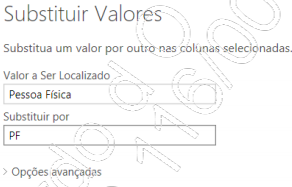 Substituir Valores
Substitua um valor por outro nas colunas selecionadas.
Valor a Ser Localizado
Pessoa Física
Substituir por
PF
> Opções avançadas